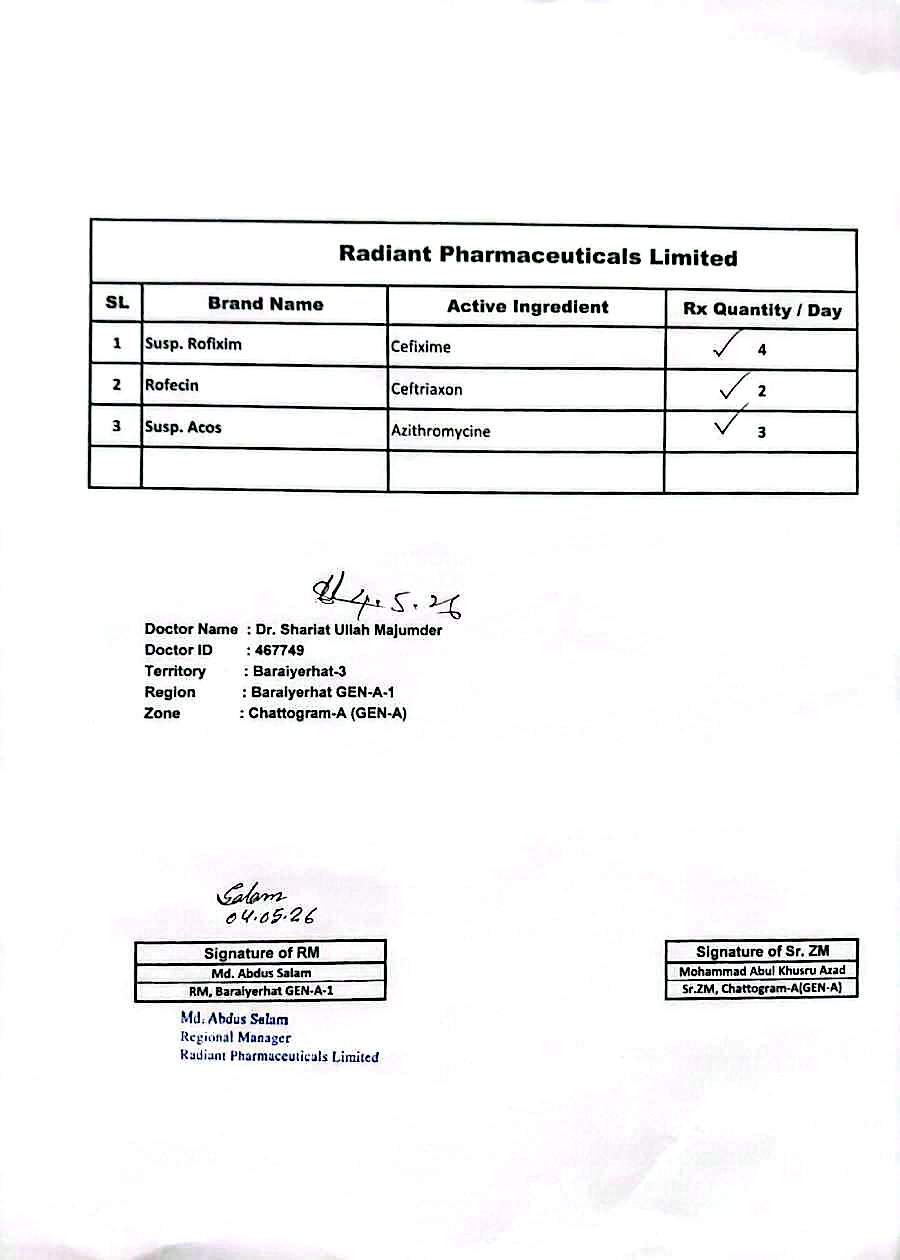 Radiant Pharmaceuticals Limited
SL Brand Name Active Ingredient Rx Quantity / Day
1 Susp. Rofixim Cefixime ✓ 4
2 Rofecin Ceftriaxon ✓ 2
3 Susp. Acos Azithromycine ✓ 3
4.5.26
Doctor Name : Dr. Shariat Ullah Majumder
Doctor ID : 467749
Territory : Baraiyerhat-3
Region : Baraiyerhat GEN-A-1
Zone : Chattogram-A (GEN-A)
Salam
04.05.26
Signature of RM
Md. Abdus Salam
RM, Baraiyerhat GEN-A-1
Signature of Sr. ZM
Mohammad Abul Khusru Azad
Sr.ZM, Chattogram-A(GEN-A)
Md. Abdus Salam
Regional Manager
Radiant Pharmaceuticals Limited